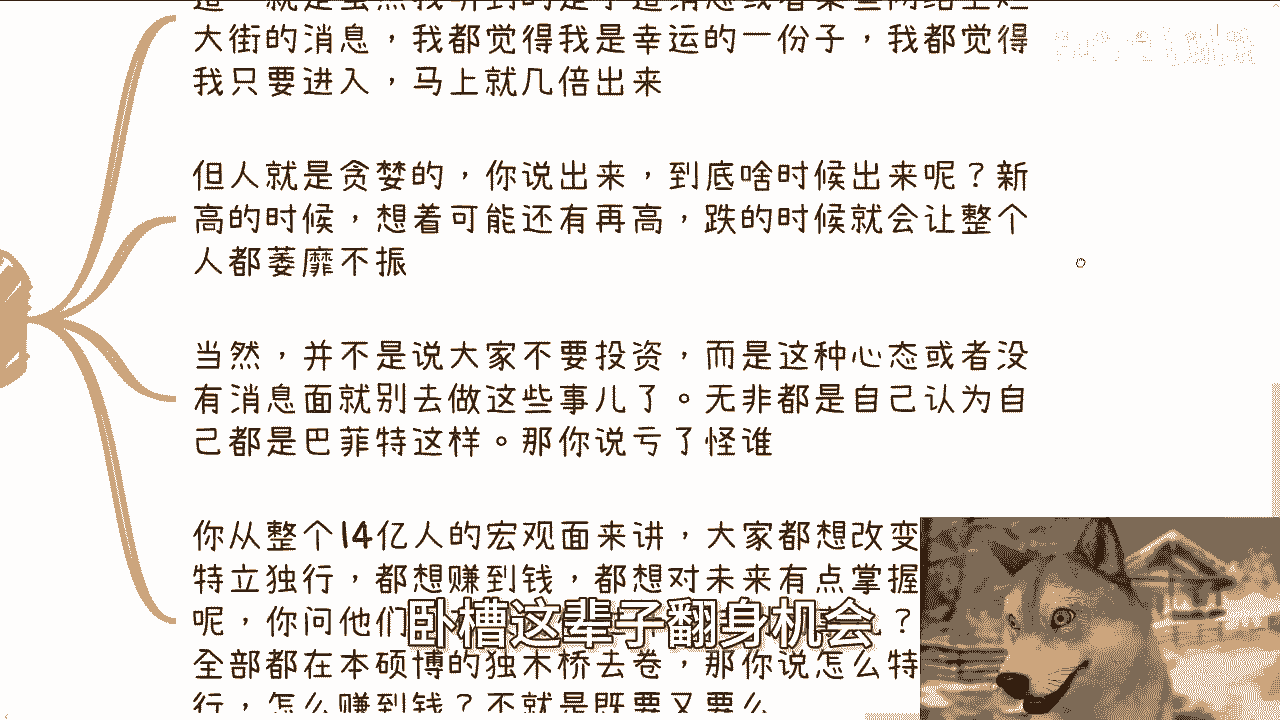 大街的消息，我都觉得我是幸运的一份子，我都觉得
我只要进入，马上就几倍出来
但人就是贪婪的，你说出来，到底啥时候出来呢？新
高的时候，想着可能还有再高，跌的时候就会让整个
人都萎靡不振
当然，并不是说大家不要投资，而是这种心态或者没
有消息面就别去做这些事儿了。无非都是自己认为自
己都是巴菲特这样。那你说亏了怪谁
你从整个14亿人的宏观面来讲，大家都想改变
特立独行，都想赚到钱，都想对未来有点掌握
呢，你问他们
？
卧槽这辈子翻身机会
全部都在本硕博的独木桥去卷，那你说怎么特
行，怎么赚到钱？不就是既要又要么